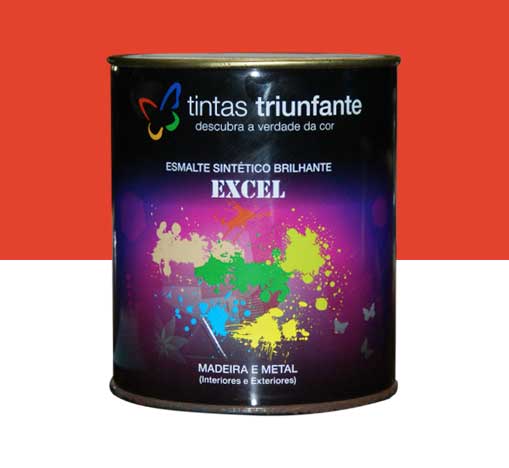 tintas triunfante
descubra a verdade da cor
ESMALTE SINTÉTICO BRILHANTE
EXCEL
MADEIRA E METAL
(Interiores e Exteriores)